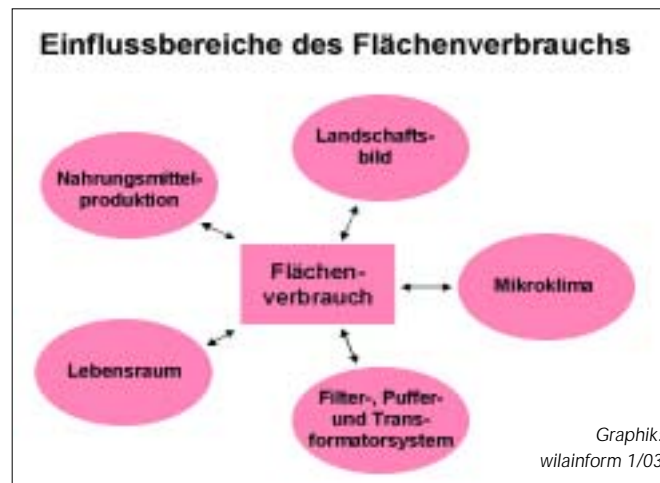 Einflussbereiche des Flächenverbrauchs
Landschafts-
bild
Nahrungsmittel-
produktion
Flächen-
verbrauch
Mikroklima
Lebensraum
Filter-, Puffer-
und Trans-
formatorsystem
Graphik:
wilainform 1/03